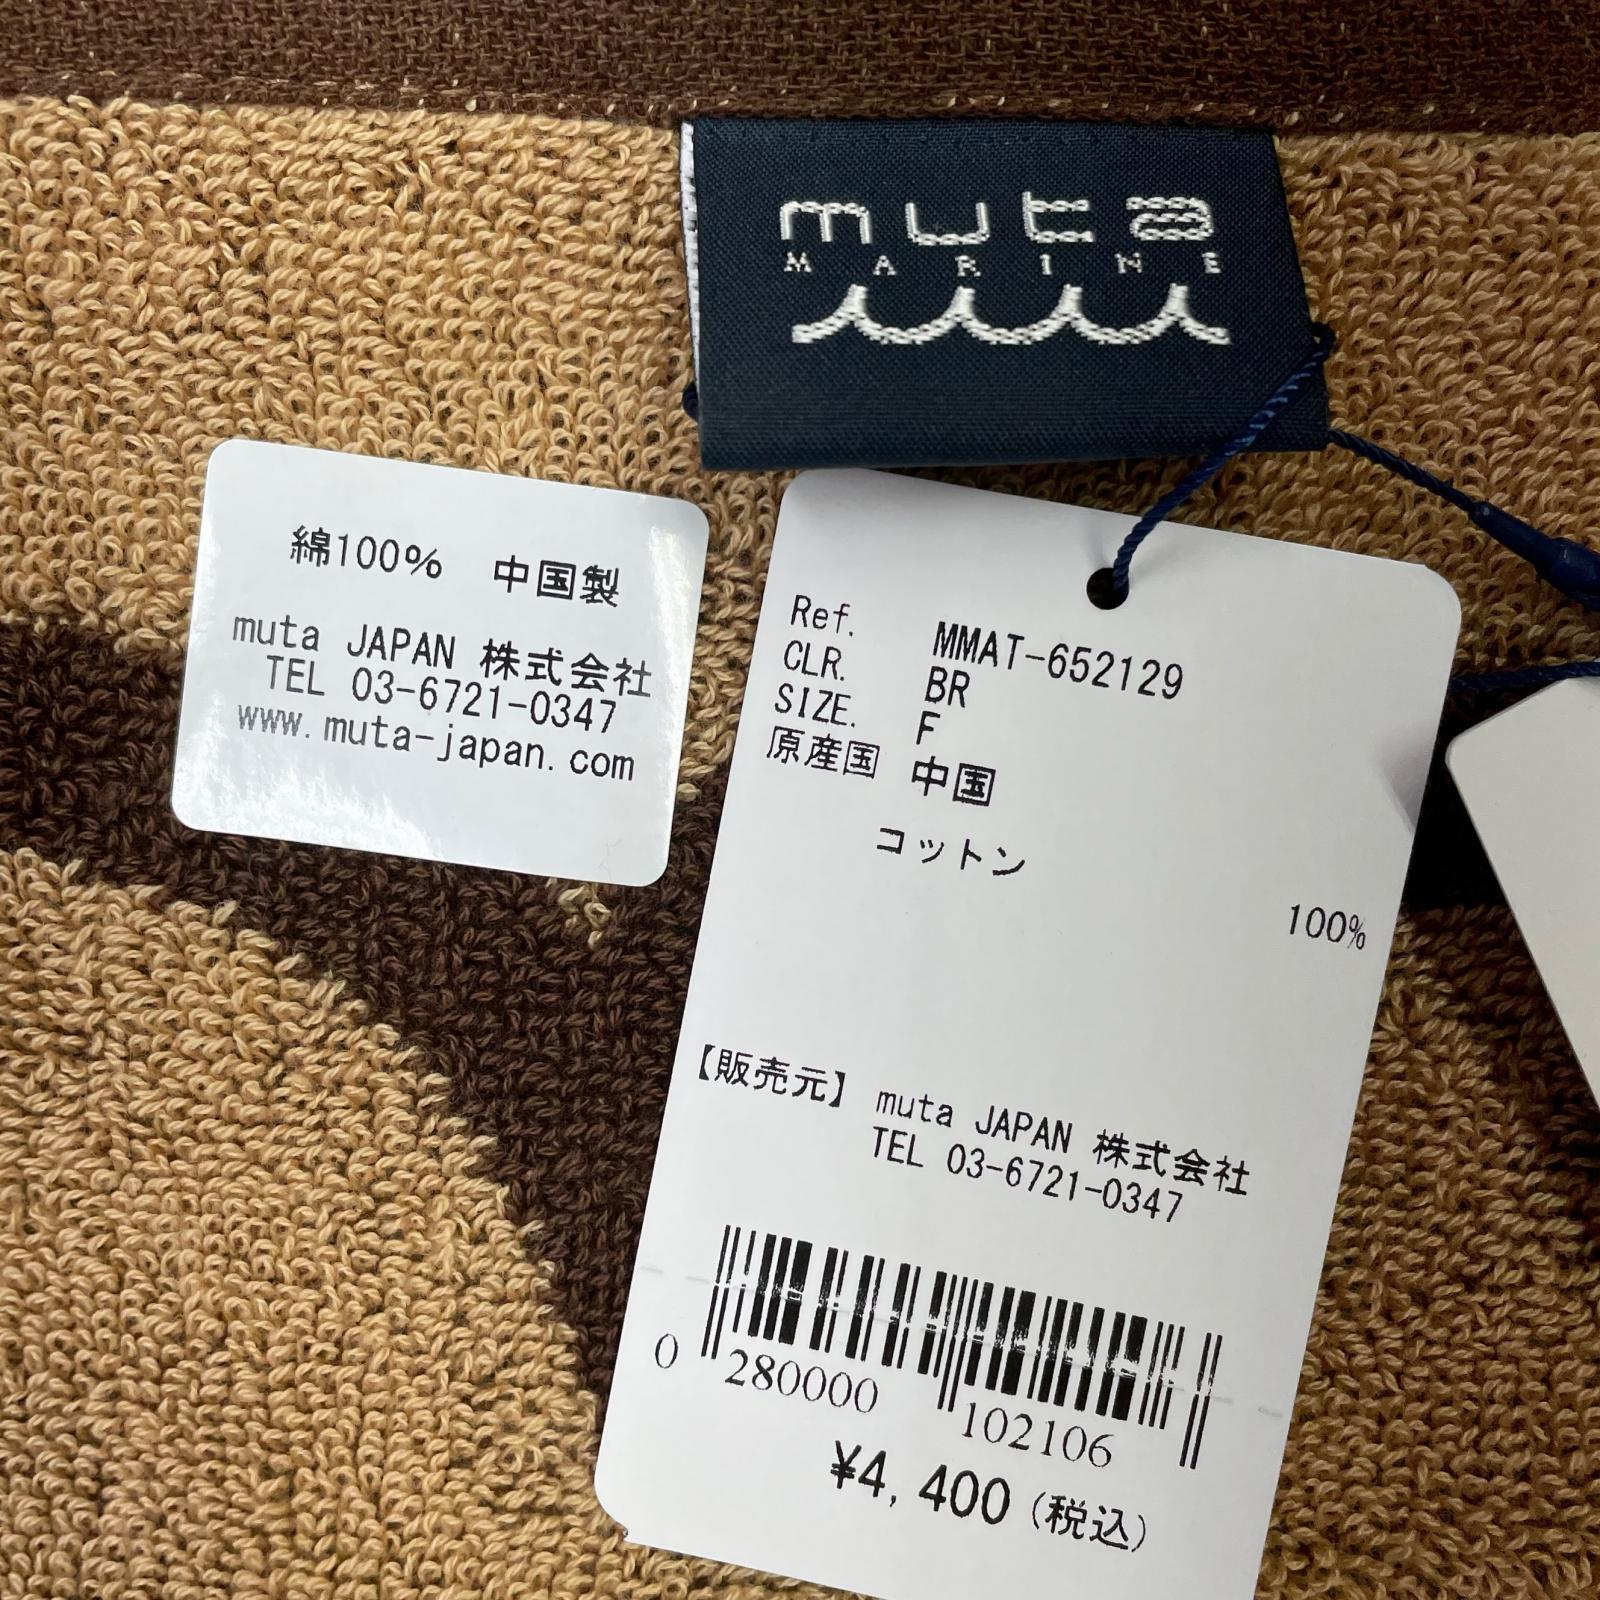 muta
MARINE
綿100% 中国製
muta JAPAN 株式会社
TEL 03-6721-0347
www.muta-japan.com
Ref. MMAT-652129
CLR. BR
SIZE. F
原産国 中国
コットン
100%
【販売元】 muta JAPAN 株式会社
TEL 03-6721-0347
0 280000 102106
¥4,400 (税込)